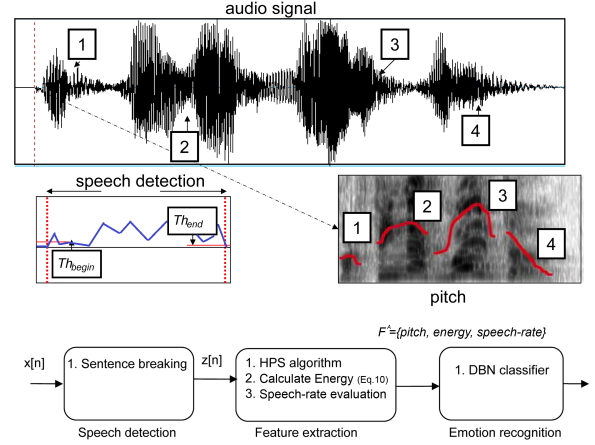 audio signal
1
2
3
4
speech detection
Th_end
Th_begin
1
2
3
4
pitch
F^={pitch, energy, speech-rate}
x[n]
1. Sentence breaking
z[n]
1. HPS algorithm
2. Calculate Energy (Eq.10)
3. Speech-rate evaluation
1. DBN classifier
Speech detection
Feature extraction
Emotion recognition